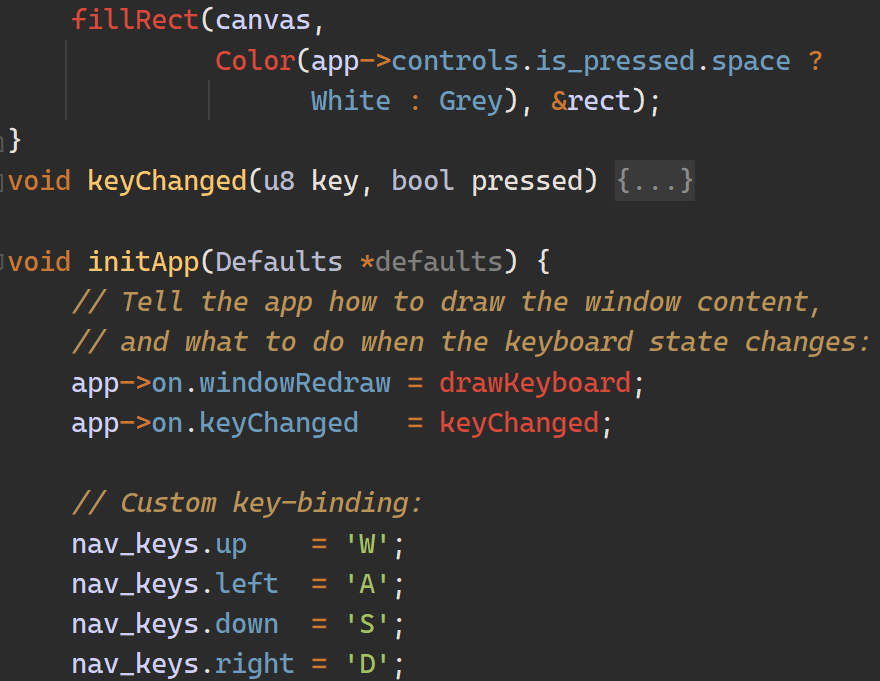 fillRect(canvas,
Color(app->controls.is_pressed.space ?
White : Grey), &rect);
}
void keyChanged(u8 key, bool pressed) {...}
void initApp(Defaults *defaults) {
// Tell the app how to draw the window content,
// and what to do when the keyboard state changes:
app->on.windowRedraw = drawKeyboard;
app->on.keyChanged   = keyChanged;
// Custom key-binding:
nav_keys.up    = 'W';
nav_keys.left  = 'A';
nav_keys.down  = 'S';
nav_keys.right = 'D';